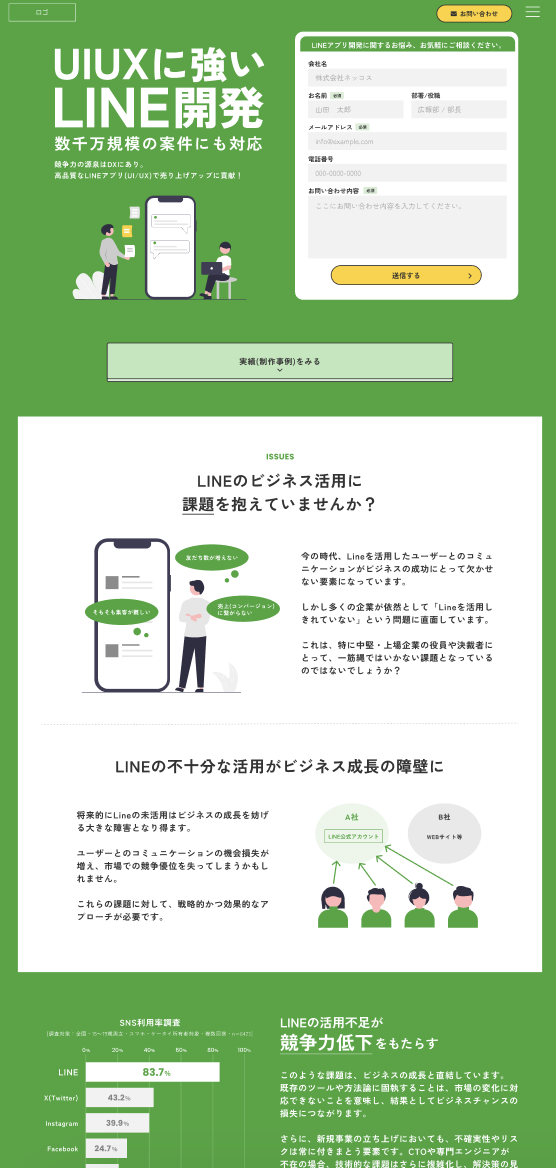 ロゴ
お問い合わせ
UIUXに強い
LINE開発
数千万規模の案件にも対応
競争力の源泉はDXにあり。
高品質なLINEアプリ(UI/UX)で売り上げアップに貢献！
LINEアプリ開発に関するお悩み、お気軽にご相談ください。
会社名
株式会社ネッコス
お名前 必須
部署/役職
山田 太郎
広報部 / 部長
メールアドレス 必須
info@example.com
電話番号
000-0000-0000
お問い合わせ内容 必須
ここにお問い合わせ内容を入力してください。
送信する
実績(制作事例)をみる
ISSUES
LINEのビジネス活用に
課題を抱えていませんか？
友だち数が増えない
そもそも集客が難しい
売上(コンバージョン)
に繋がらない
今の時代、Lineを活用したユーザーとのコミュ
ニケーションがビジネスの成功にとって欠かせ
ない要素になっています。
しかし多くの企業が依然として「Lineを活用し
きれていない」という問題に直面しています。
これは、特に中堅・上場企業の役員や決裁者に
とって、一筋縄ではいかない課題となっている
のではないでしょうか？
LINEの不十分な活用がビジネス成長の障壁に
将来的にLineの未活用はビジネスの成長を妨げ
る大きな障害となり得ます。
ユーザーとのコミュニケーションの機会損失が
増え、市場での競争優位を失ってしまうかもし
れません。
これらの課題に対して、戦略的かつ効果的なア
プローチが必要です。
A社
LINE公式アカウント
B社
WEBサイト等
SNS利用率調査
0%
20%
40%
60%
80%
100%
LINE
83.7%
X(Twitter)
43.2%
Instagram
39.9%
Facebook
24.7%
LINEの活用不足が
競争力低下をもたらす
このような課題は、ビジネスの成長と直結しています。
既存のツールや方法論に固執することは、市場の変化に対
応できないことを意味し、結果としてビジネスチャンスの
損失につながります。
さらに、新規事業の立ち上げにおいても、不確実性やリス
クは常に付きまとう要素です。CTOや専門エンジニアが
不在の場合、技術的な課題はさらに複雑化し、解決策の見